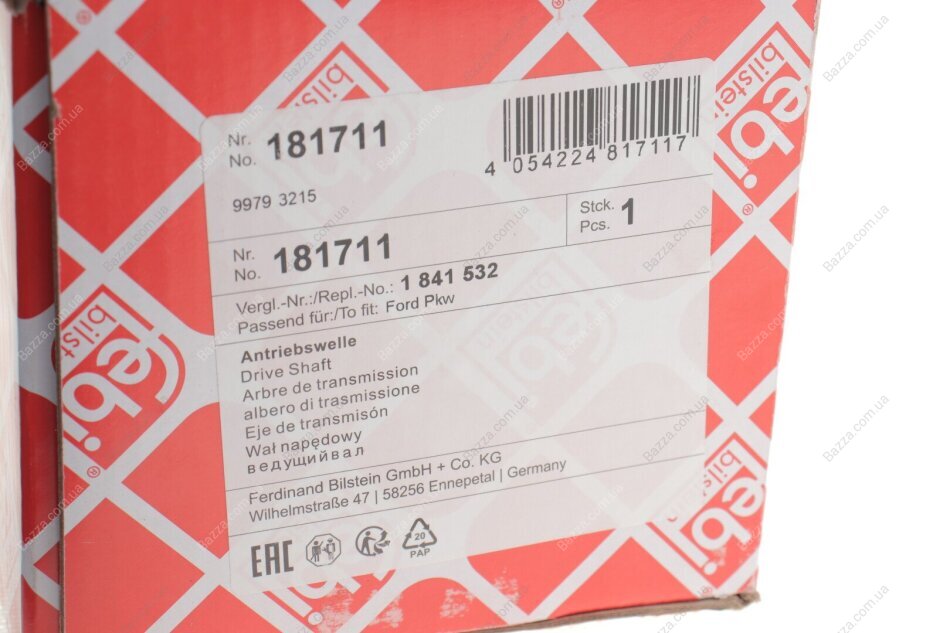 Nr.
No. 181711
4 054224 817117
9979 3215
Nr.
No. 181711
Stck.
Pcs. 1
Vergl.-Nr.:/Repl.-No.: 1 841 532
Passend für:/To fit: Ford Pkw
Antriebswelle
Drive Shaft
Arbre de transmission
albero di trasmissione
Eje de transmisón
Wał napędowy
ведущийвал
Ferdinand Bilstein GmbH + Co. KG
Wilhelmstraße 47 | 58256 Ennepetal | Germany
EAC
20
PAP
febi
bilstein
®
Bazza.com.ua